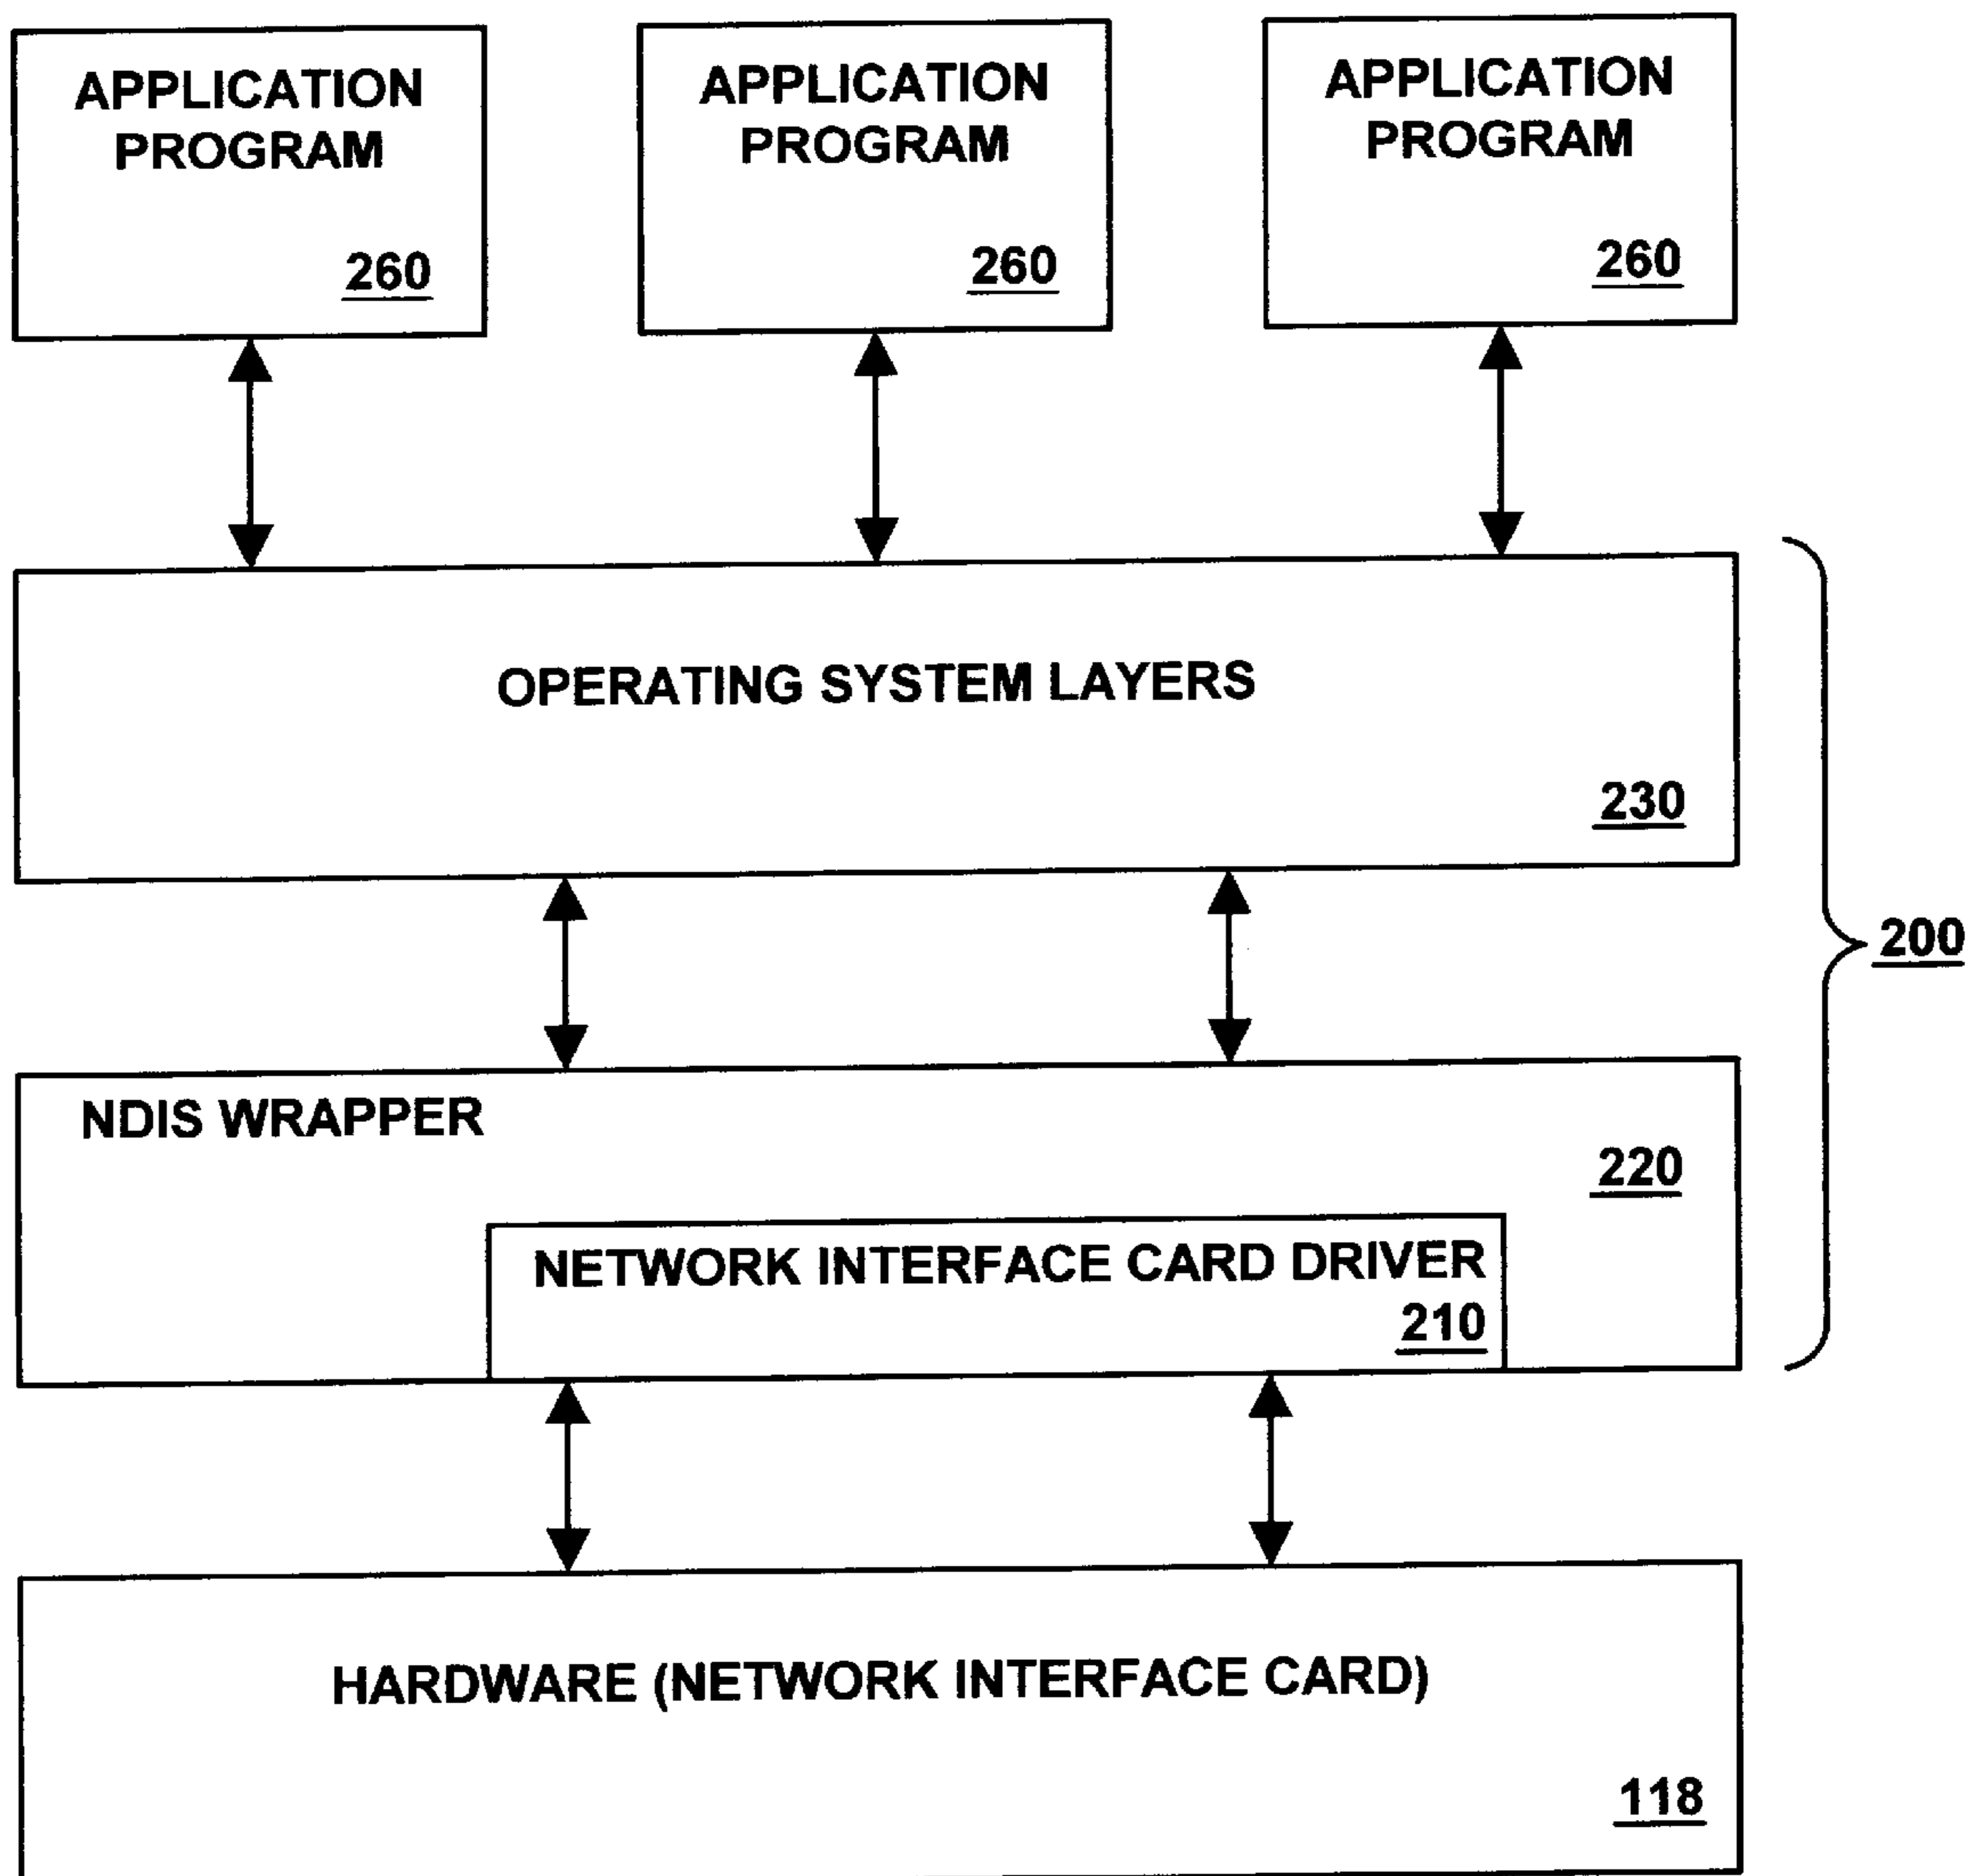 APPLICATION
PROGRAM
260
APPLICATION
PROGRAM
260
APPLICATION
PROGRAM
260
OPERATING SYSTEM LAYERS
230
200
NDIS WRAPPER
220
NETWORK INTERFACE CARD DRIVER
210
HARDWARE (NETWORK INTERFACE CARD)
118